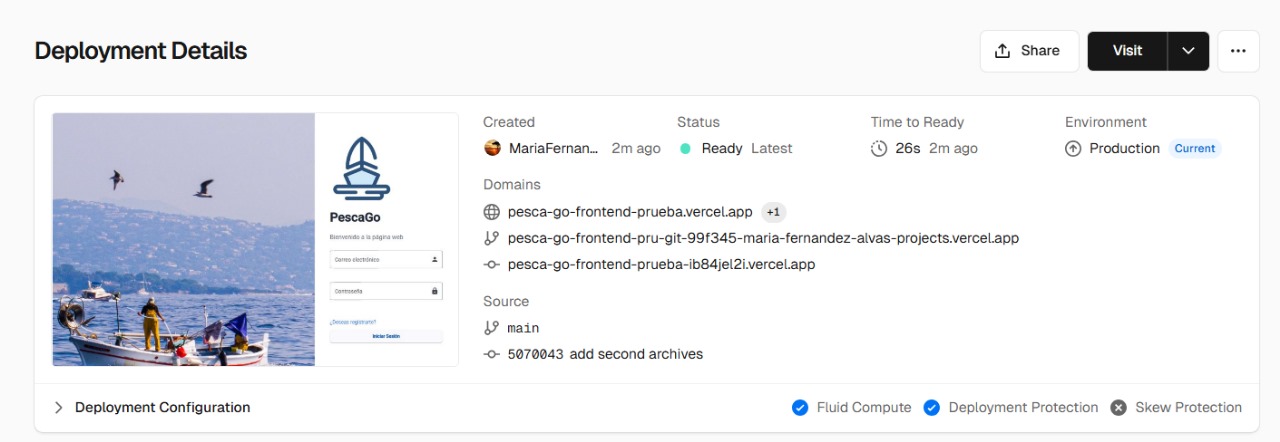 Deployment Details
Share
Visit
PescaGo
Bienvenido a la página web
Correo electrónico
Contraseña
¿Deseas registrarte?
Iniciar Sesión
Created
MariaFernan... 2m ago
Status
Ready Latest
Time to Ready
26s 2m ago
Environment
Production Current
Domains
pesca-go-frontend-prueba.vercel.app +1
pesca-go-frontend-pru-git-99f345-maria-fernandez-alvas-projects.vercel.app
pesca-go-frontend-prueba-ib84jel2i.vercel.app
Source
main
5070043 add second archives
Deployment Configuration
Fluid Compute
Deployment Protection
Skew Protection